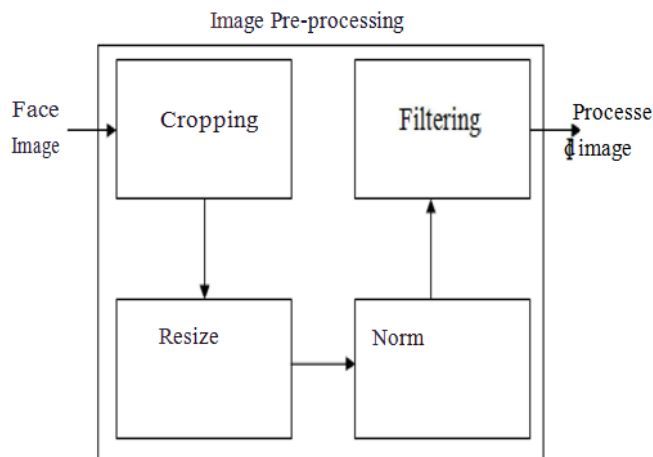 Image Pre-processing
Face
Image
Cropping
Filtering
Processe
d image
Resize
Norm